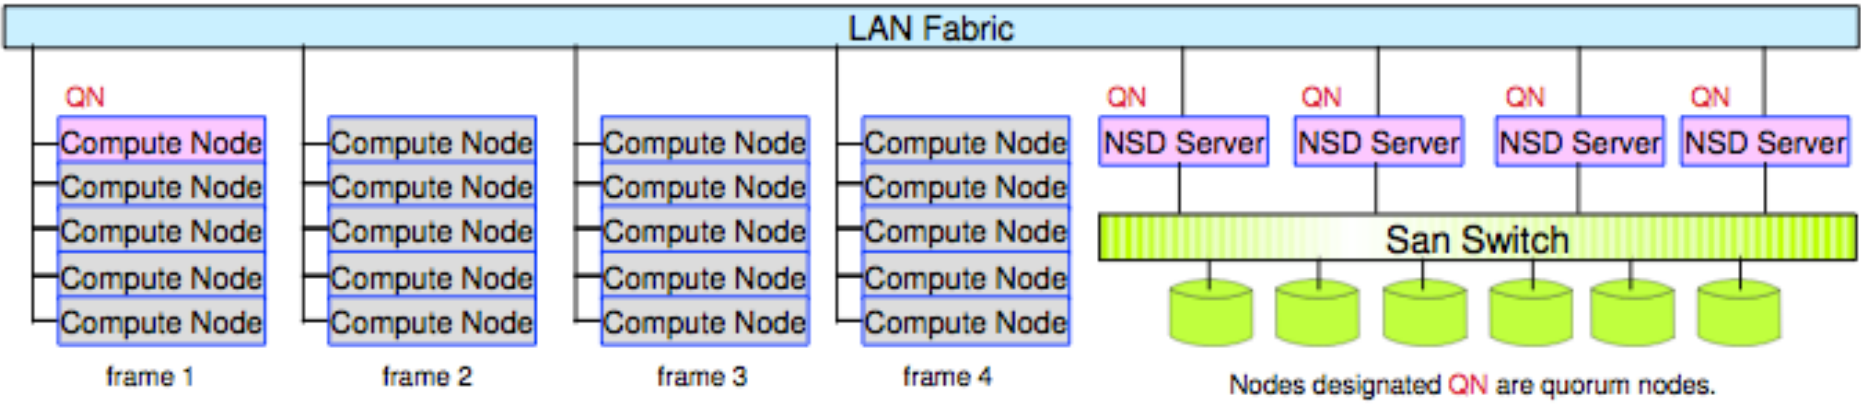 LAN Fabric
QN
QN
QN
QN
QN
Compute Node
Compute Node
Compute Node
Compute Node
NSD Server
NSD Server
NSD Server
NSD Server
Compute Node
Compute Node
Compute Node
Compute Node
Compute Node
Compute Node
Compute Node
Compute Node
San Switch
Compute Node
Compute Node
Compute Node
Compute Node
Compute Node
Compute Node
Compute Node
Compute Node
frame 1
frame 2
frame 3
frame 4
Nodes designated QN are quorum nodes.